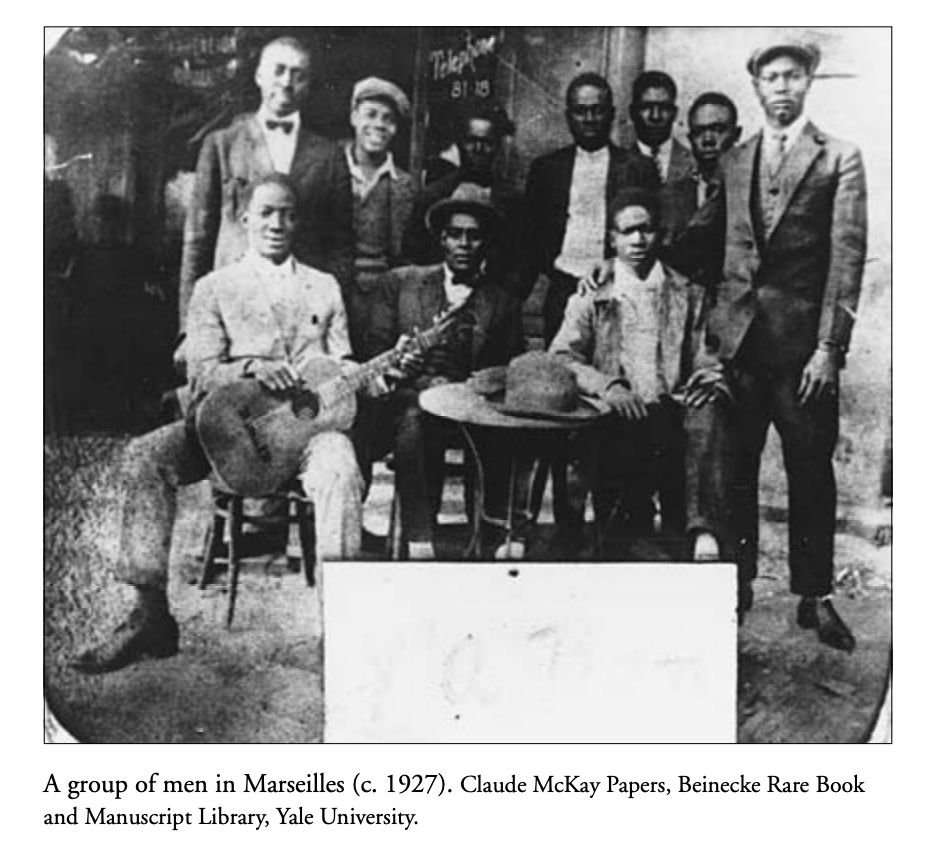 Telephone
81-18
A group of men in Marseilles (c. 1927). Claude McKay Papers, Beinecke Rare Book
and Manuscript Library, Yale University.